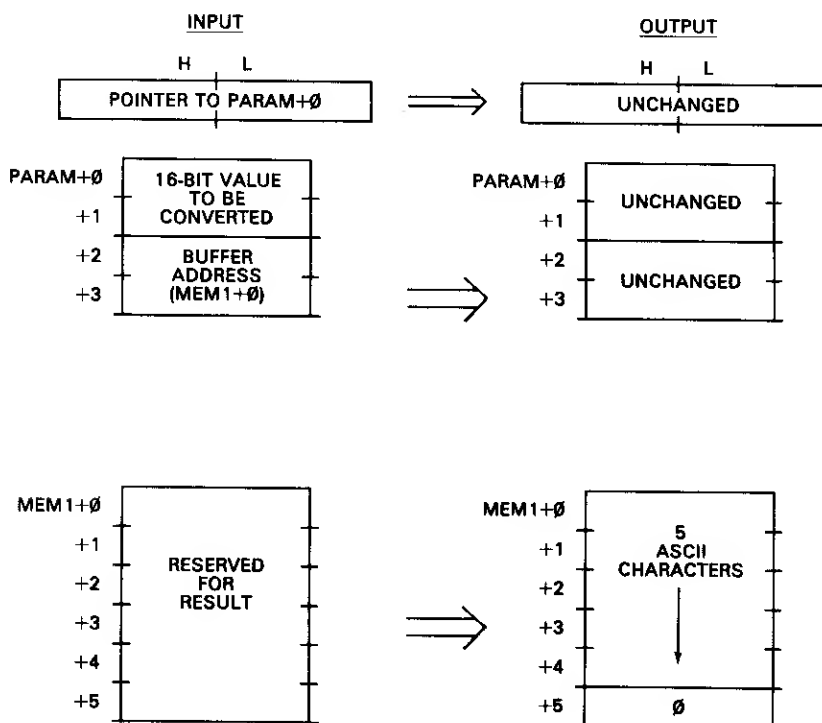 INPUT
H L
POINTER TO PARAM+Ø
PARAM+Ø
+1
+2
+3
16-BIT VALUE
TO BE
CONVERTED
BUFFER
ADDRESS
(MEM1+Ø)
OUTPUT
H L
UNCHANGED
PARAM+Ø
+1
+2
+3
UNCHANGED
UNCHANGED
MEM1+Ø
+1
+2
+3
+4
+5
RESERVED
FOR
RESULT
MEM1+Ø
+1
+2
+3
+4
+5
5
ASCII
CHARACTERS
Ø